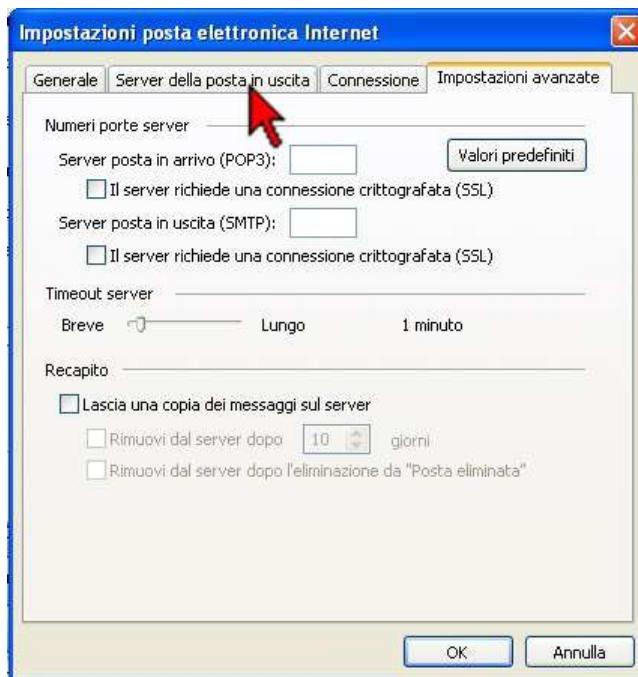 Impostazioni posta elettronica Internet
Generale Server della posta in uscita Connessione Impostazioni avanzate
Numeri porte server
Server posta in arrivo (POP3): Valori predefiniti
Il server richiede una connessione crittografata (SSL)
Server posta in uscita (SMTP):
Il server richiede una connessione crittografata (SSL)
Timeout server
Breve Lungo 1 minuto
Recapito
Lascia una copia dei messaggi sul server
Rimuovi dal server dopo 10 giorni
Rimuovi dal server dopo l'eliminazione da "Posta eliminata"
OK Annulla